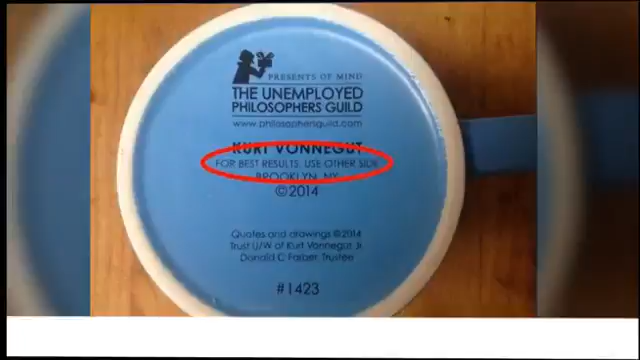 PRESENTS OF MIND
THE UNEMPLOYED
PHILOSOPHERS GUILD
www.philosophersguild.com
KURT VONNEGUT
FOR BEST RESULTS, USE OTHER SIDE
BROOKLYN, NY
©2014
Quotes and drawings ©2014
Trust U/W of Kurt Vonnegut Jr.
Donald C Farber, Trustee
#1423